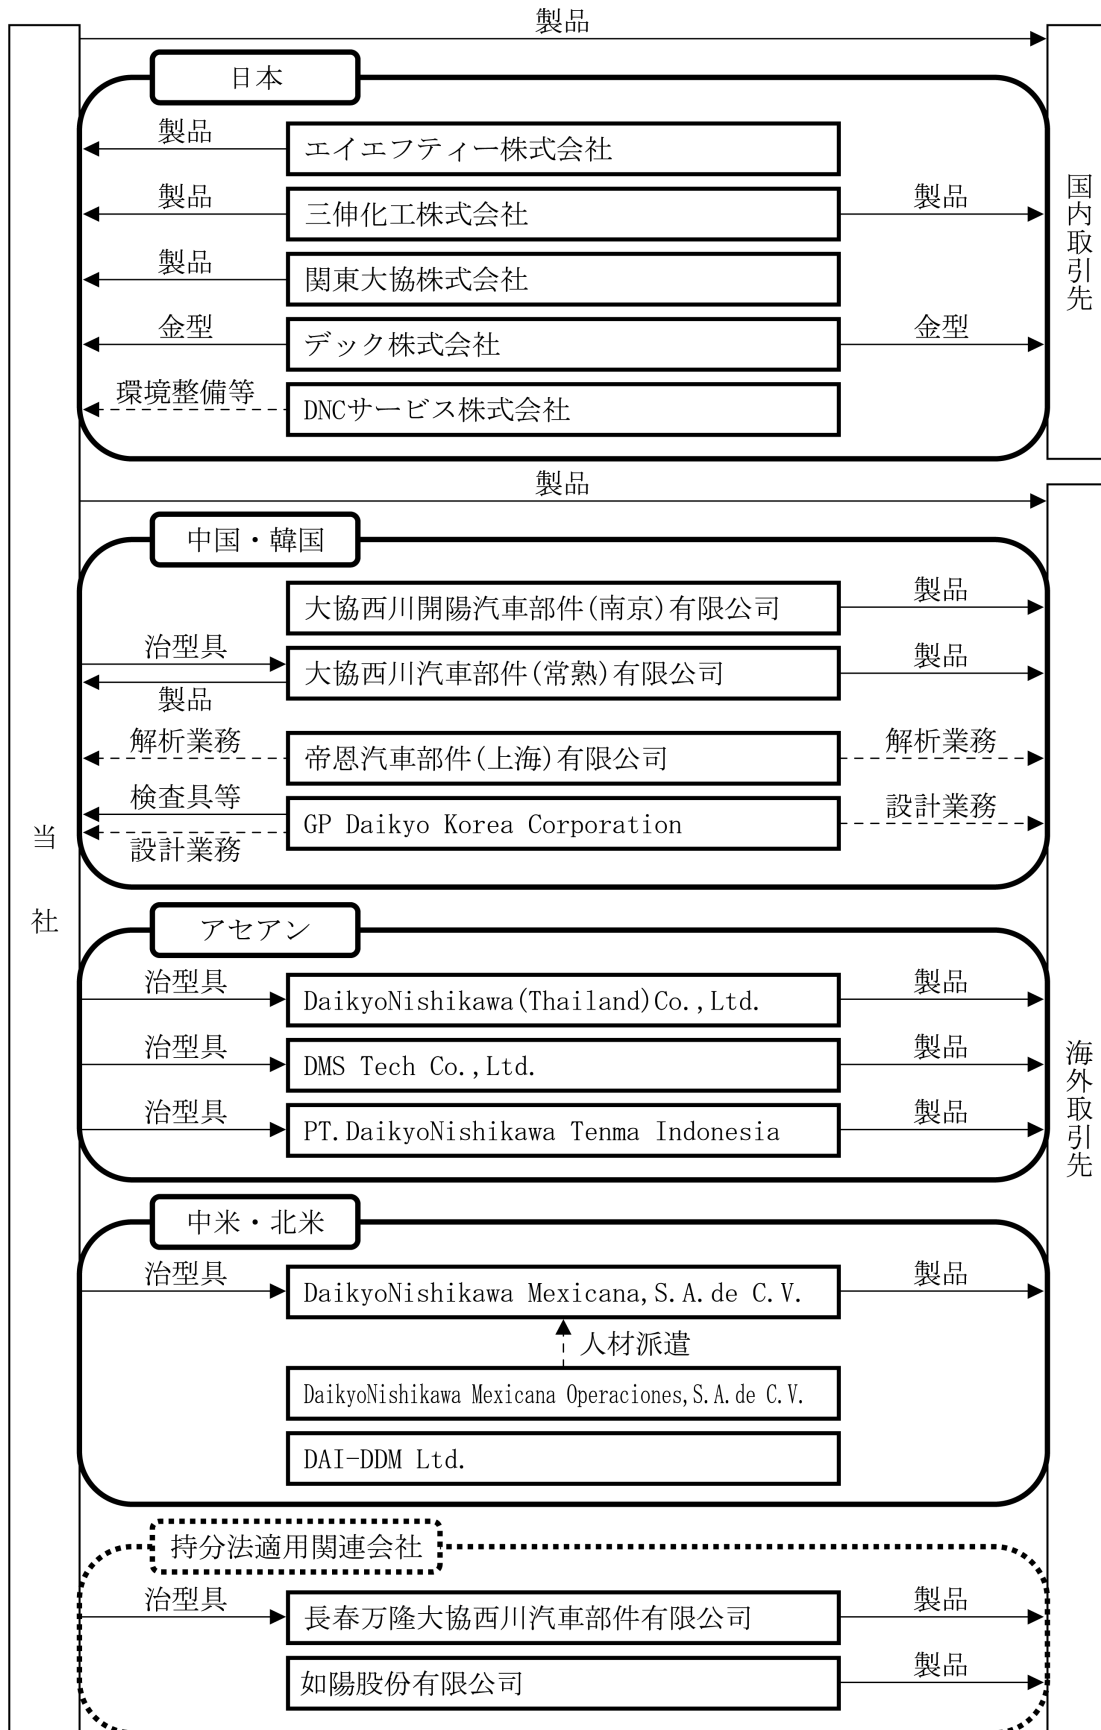 製品
日本
製品
エイエフティー株式会社
製品
三伸化工株式会社
製品
製品
関東大協株式会社
金型
デック株式会社
金型
環境整備等
DNCサービス株式会社
国内取引先
製品
中国・韓国
大協西川開陽汽車部件(南京)有限公司
製品
治型具
大協西川汽車部件(常熟)有限公司
製品
製品
解析業務
帝恩汽車部件(上海)有限公司
解析業務
検査具等
GP Daikyo Korea Corporation
設計業務
設計業務
当社
アセアン
治型具
DaikyoNishikawa(Thailand)Co.,Ltd.
製品
治型具
DMS Tech Co.,Ltd.
製品
治型具
PT.DaikyoNishikawa Tenma Indonesia
製品
海外取引先
中米・北米
治型具
DaikyoNishikawa Mexicana,S.A.de C.V.
製品
人材派遣
DaikyoNishikawa Mexicana Operaciones,S.A.de C.V.
DAI-DDM Ltd.
持分法適用関連会社
治型具
長春万隆大協西川汽車部件有限公司
製品
如陽股份有限公司
製品